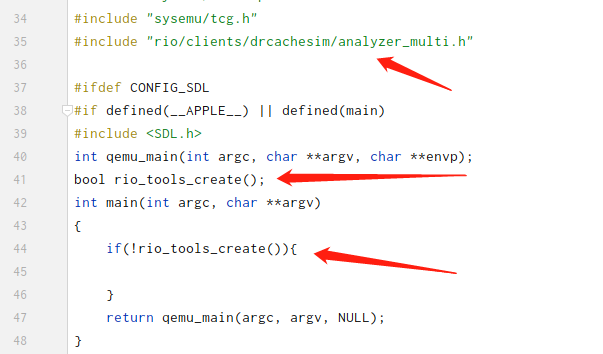 34 #include "sysemu/tcg.h"
35 #include "rio/clients/drcachesim/analyzer_multi.h"
36
37 #ifdef CONFIG_SDL
38 #if defined(__APPLE__) || defined(main)
39 #include <SDL.h>
40 int qemu_main(int argc, char **argv, char **envp);
41 bool rio_tools_create();
42 int main(int argc, char **argv)
43 {
44     if(!rio_tools_create()){
45
46     }
47     return qemu_main(argc, argv, NULL);
48 }